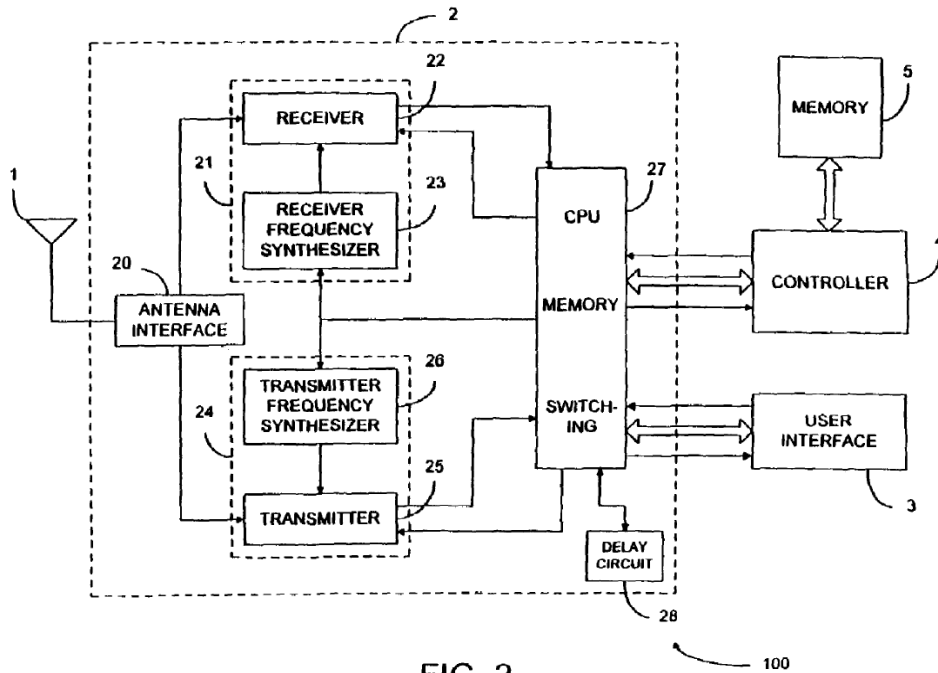 2
22
RECEIVER
5
MEMORY
21
23
27
1
RECEIVER
FREQUENCY
SYNTHESIZER
CPU
20
ANTENNA
INTERFACE
MEMORY
CONTROLLER
26
TRANSMITTER
FREQUENCY
SYNTHESIZER
24
SWITCH-
ING
USER
INTERFACE
25
TRANSMITTER
3
DELAY
CIRCUIT
28
100